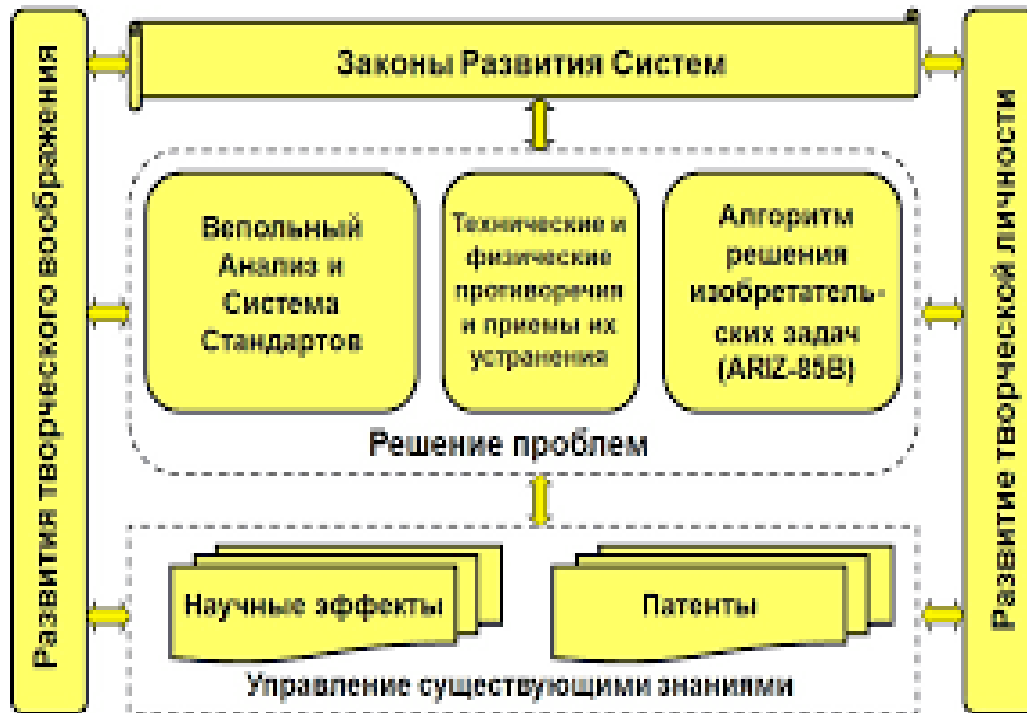 Развития творческого воображения
Законы Развития Систем
Вепольный
Анализ и
Система
Стандартов
Технические и
физические
противоречия
и приемы их
устранения
Алгоритм
решения
изобретатель-
ских задач
(ARIZ-85B)
Решение проблем
Научные эффекты
Патенты
Управление существующими знаниями
Развитие творческой личности